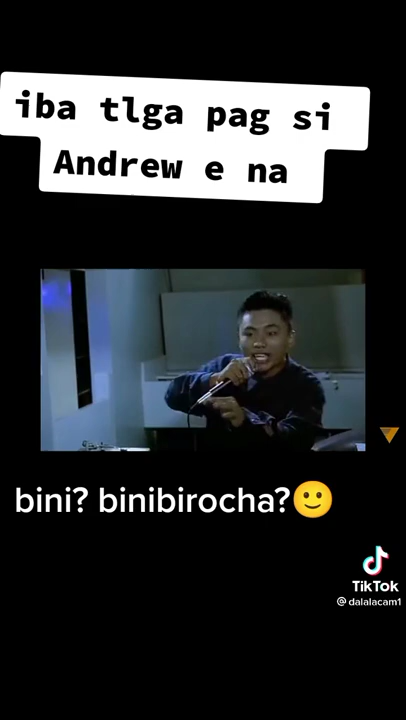 iba tlga pag si
Andrew e na
bini? binibirocha?🙂
TikTok
@ dalalacam1